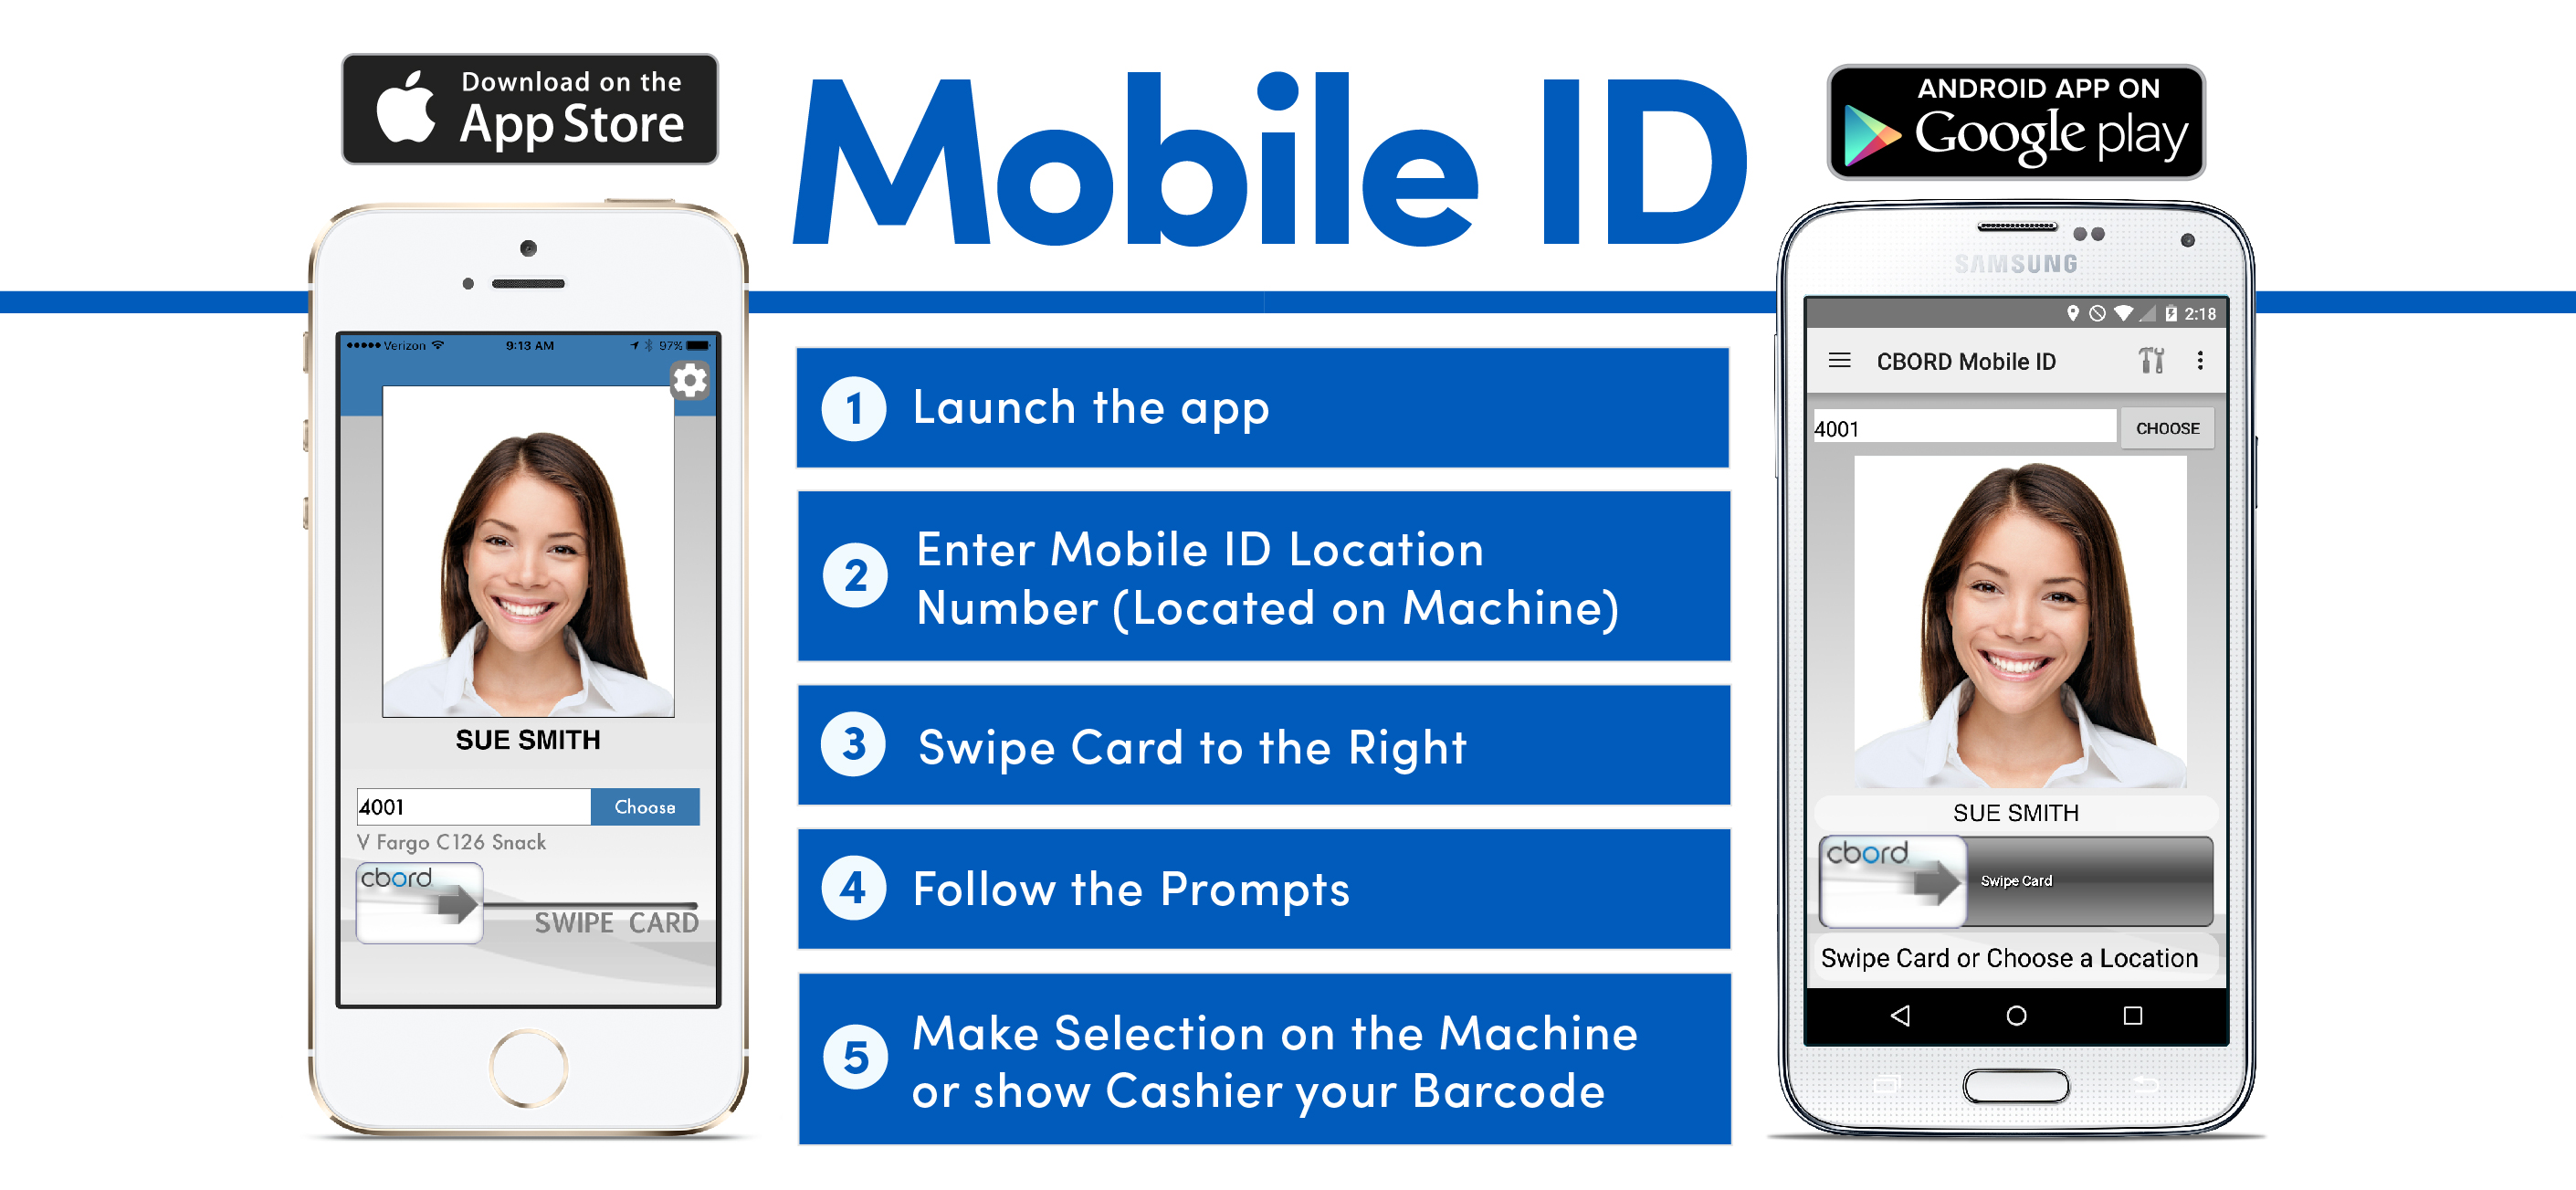 Download on the
App Store
Mobile ID
ANDROID APP ON
Google play
Verizon 9:13 AM 97%
SUE SMITH
4001 Choose
V Fargo C126 Snack
cbord
SWIPE CARD
1 Launch the app
2 Enter Mobile ID Location
Number (Located on Machine)
3 Swipe Card to the Right
4 Follow the Prompts
5 Make Selection on the Machine
or show Cashier your Barcode
SAMSUNG
2:18
CBORD Mobile ID
4001 CHOOSE
SUE SMITH
cbord
Swipe Card
Swipe Card or Choose a Location